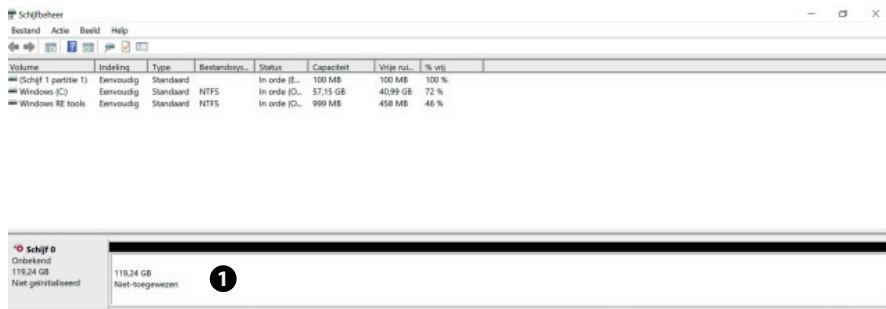 Schijfbeheer
Bestand Actie Beeld Help
Volume Indeling Type Bestandssys... Status Capaciteit Vrije rui... % vrij
(Schijf 1 partitie 1) Eenvoudig Standaard In orde (E... 100 MB 100 MB 100 %
Windows (C:) Eenvoudig Standaard NTFS In orde (O... 57,15 GB 40,99 GB 72 %
Windows RE tools Eenvoudig Standaard NTFS In orde (O... 999 MB 458 MB 46 %
Schijf 0
Onbekend
119,24 GB
Niet geïnitialiseerd
119,24 GB
Niet-toegewezen
1